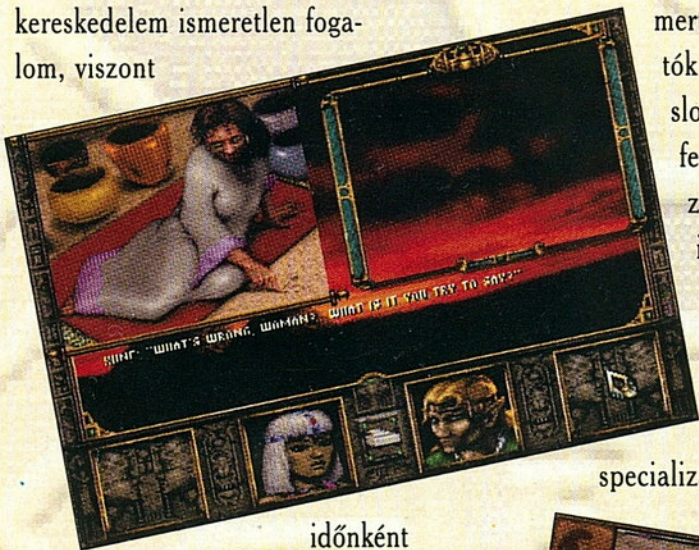 kereskedelem ismeretlen foga-
lom, viszont
"WHAT'S WRONG, WOMAN?, WHAT IS IT YOU TRY TO SAY?"
időnként
mer
tók
slo
fe
z
specializ